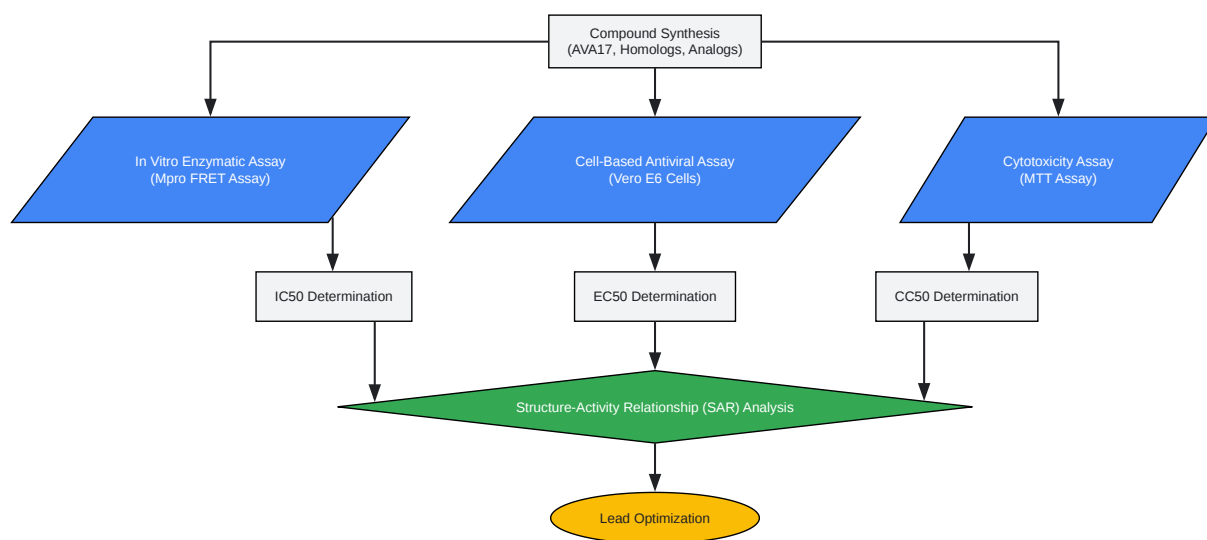 Compound Synthesis
(AVA17, Homologs, Analogs)
In Vitro Enzymatic Assay
(Mpro FRET Assay)
Cell-Based Antiviral Assay
(Vero E6 Cells)
Cytotoxicity Assay
(MTT Assay)
IC50 Determination
EC50 Determination
CC50 Determination
Structure-Activity Relationship (SAR) Analysis
Lead Optimization